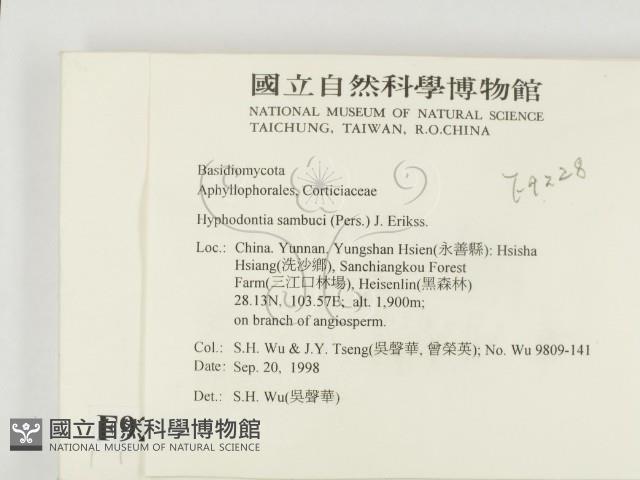 國立自然科學博物館
NATIONAL MUSEUM OF NATURAL SCIENCE
TAICHUNG, TAIWAN, R.O.CHINA
Basidiomycota
Aphyllophorales, Corticiaceae
Hyphodontia sambuci (Pers.) J. Erikss.
Loc.: China. Yunnan, Yungshan Hsien(永善縣): Hsisha
Hsiang(洗沙鄉), Sanchiangkou Forest
Farm(三江口林場), Heisenlin(黑森林)
28.13N, 103.57E; alt. 1,900m;
on branch of angiosperm.
Col.: S.H. Wu & J.Y. Tseng(吳聲華, 曾榮英); No. Wu 9809-141
Date: Sep. 20, 1998
Det.: S.H. Wu(吳聲華)
國立自然科學博物館
NATIONAL MUSEUM OF NATURAL SCIENCE